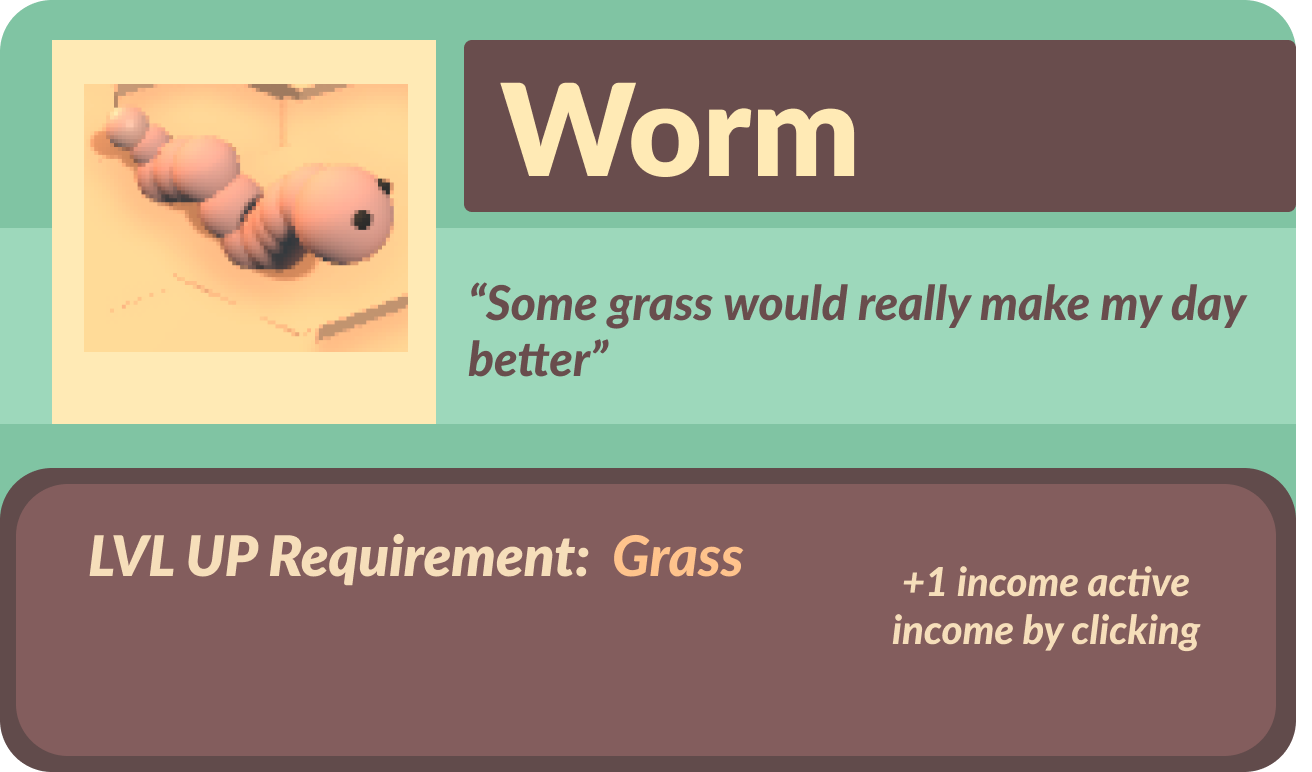 Worm
“Some grass would really make my day
better”
LVL UP Requirement: Grass
+1 income active
income by clicking